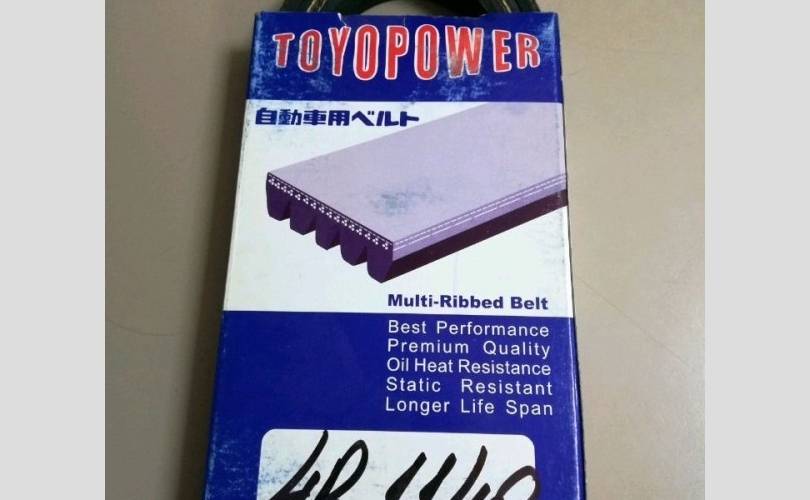 TOYOPOWER
自動車用ベルト
Multi-Ribbed Belt
Best Performance
Premium Quality
Oil Heat Resistance
Static Resistant
Longer Life Span